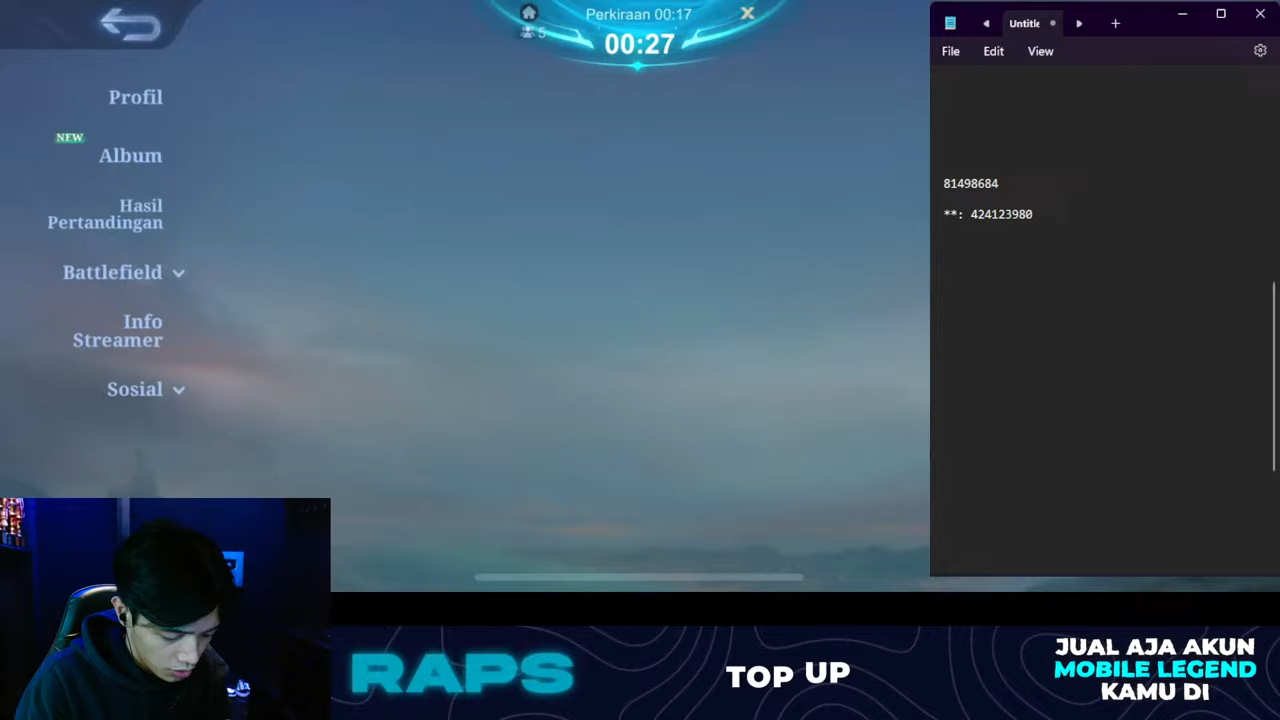 Perkiraan 00:17
5
00:27
Profil
NEW
Album
Hasil
Pertandingan
Battlefield
Info
Streamer
Sosial
Untitle
File
Edit
View
81498684
**: 424123980
RAPS
TOP UP
JUAL AJA AKUN
MOBILE LEGEND
KAMU DI